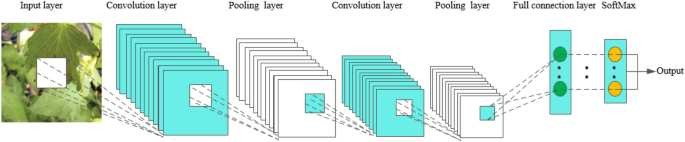 Input layer
Convolution layer
Pooling layer
Convolution layer
Pooling layer
Full connection layer
SoftMax
Output